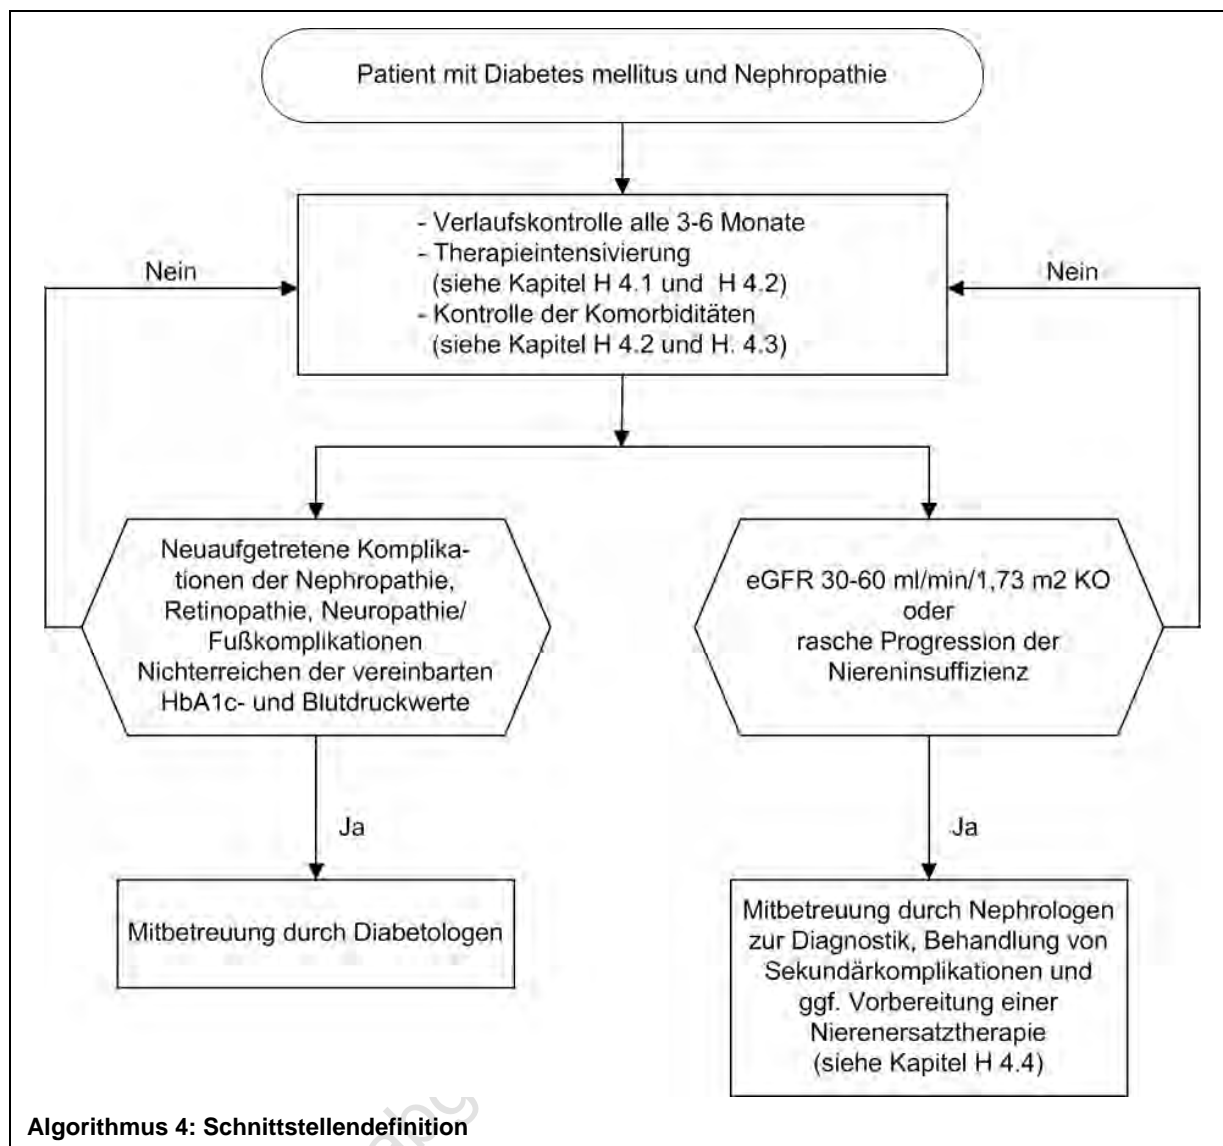 Patient mit Diabetes mellitus und Nephropathie
- Verlaufskontrolle alle 3-6 Monate
- Therapieintensivierung
(siehe Kapitel H 4.1 und H 4.2)
- Kontrolle der Komorbiditäten
(siehe Kapitel H 4.2 und H. 4.3)
Nein
Nein
Neuaufgetretene Komplika-
tionen der Nephropathie,
Retinopathie, Neuropathie/
Fußkomplikationen
Nichterreichen der vereinbarten
HbA1c- und Blutdruckwerte
eGFR 30-60 ml/min/1,73 m2 KO
oder
rasche Progression der
Niereninsuffizienz
Ja
Ja
Mitbetreuung durch Diabetologen
Mitbetreuung durch Nephrologen
zur Diagnostik, Behandlung von
Sekundärkomplikationen und
ggf. Vorbereitung einer
Nierenersatztherapie
(siehe Kapitel H 4.4)
Algorithmus 4: Schnittstellendefinition